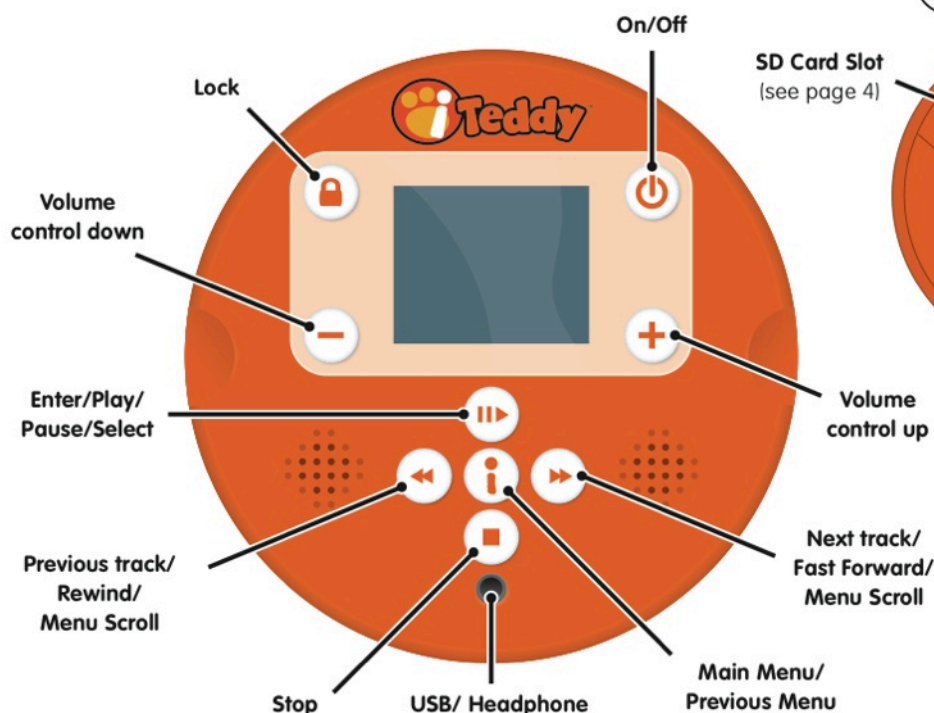 On/Off
SD Card Slot
(see page 4)
Lock
iTeddy
Volume
control down
Enter/Play/
Pause/Select
Volume
control up
Previous track/
Rewind/
Menu Scroll
Next track/
Fast Forward/
Menu Scroll
Main Menu/
Previous Menu
Stop
USB/ Headphone